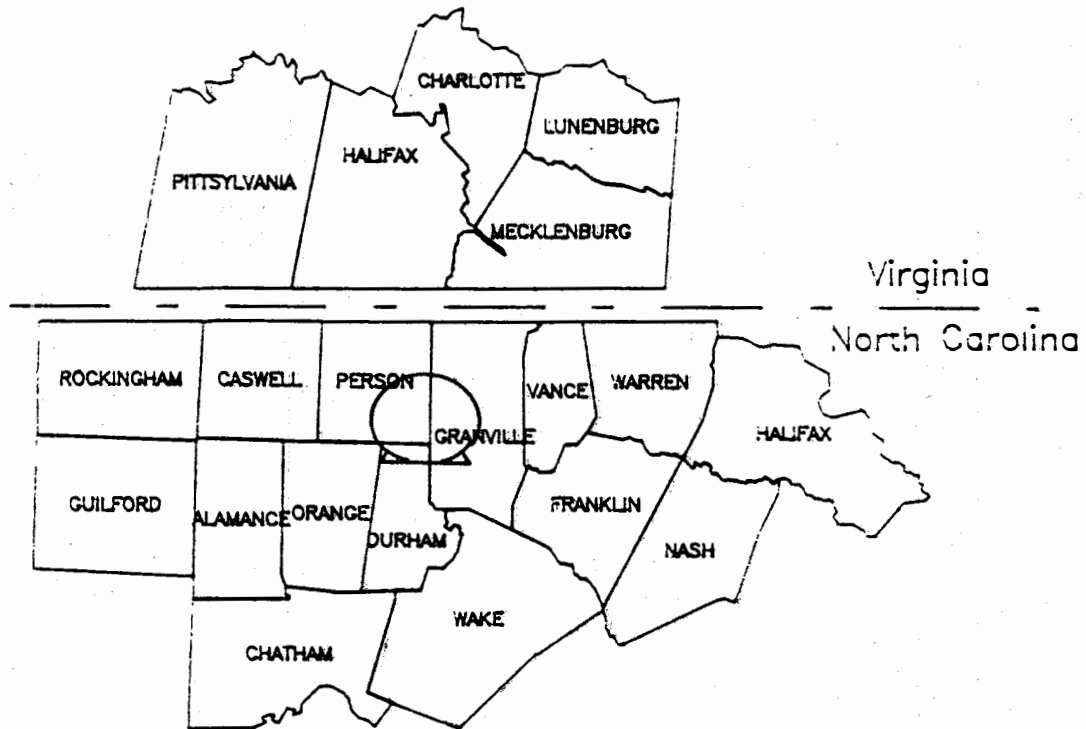 CHARLOTTE
LUNENBURG
HALIFAX
PITTSYLVANIA
MECKLENBURG
Virginia
North Carolina
ROCKINGHAM
CASWELL
PERSON
VANCE
WARREN
GRANVILLE
HALIFAX
GUILFORD
ALAMANCE
ORANGE
DURHAM
FRANKLIN
NASH
WAKE
CHATHAM